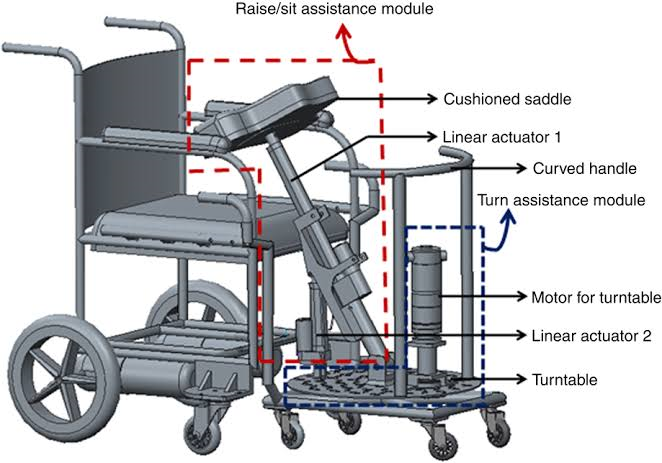 Raise/sit assistance module
Cushioned saddle
Linear actuator 1
Curved handle
Turn assistance module
Motor for turntable
Linear actuator 2
Turntable